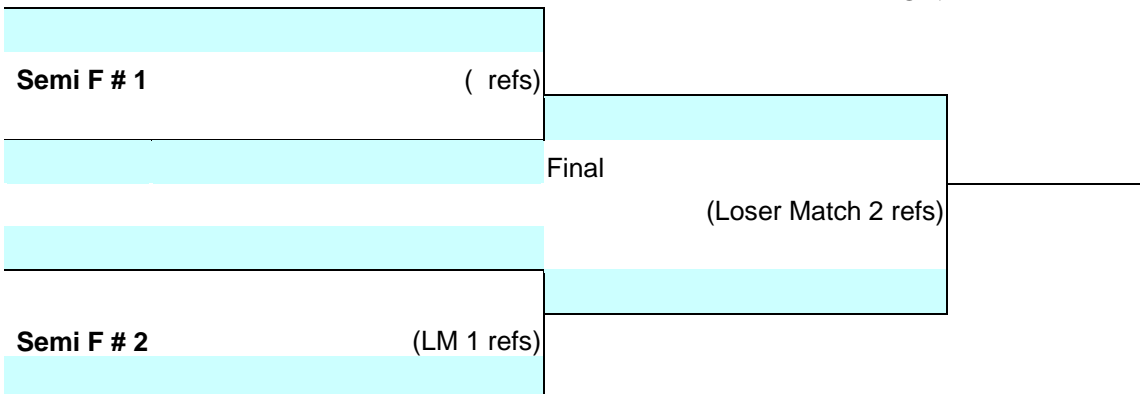 Semi F # 1 ( refs)
Final
(Loser Match 2 refs)
Semi F # 2 (LM 1 refs)